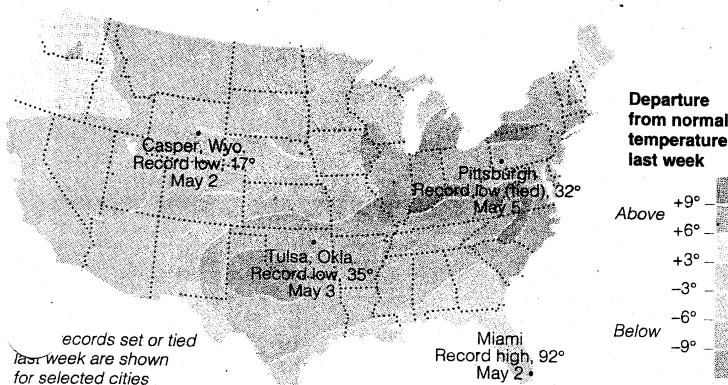 Casper, Wyo.
Record low, 17°
May 2
Pittsburgh
Record low (tied), 32°
May 5
Tulsa, Okla
Record low, 35°
May 3
Miami
Record high, 92°
May 2
ecords set or tied
last week are shown
for selected cities
Departure
from normal
temperature
last week
Above
+9°
+6°
+3°
-3°
Below
-6°
-9°